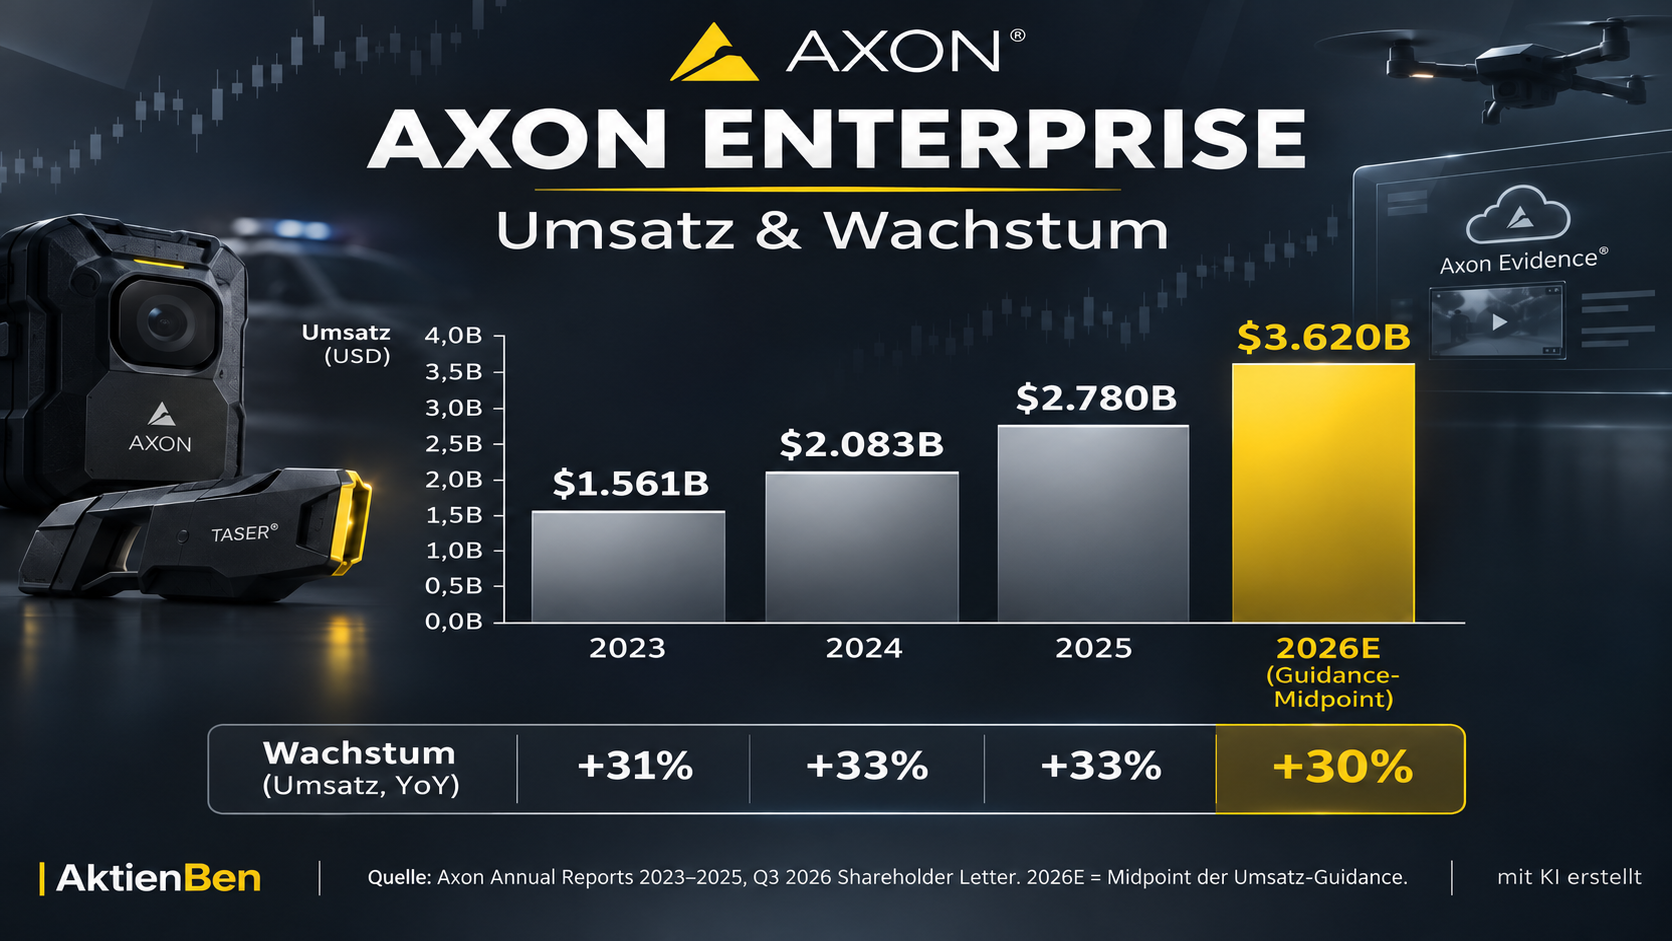 AXON®
AXON ENTERPRISE
Umsatz & Wachstum
Axon Evidence®
AXON
TASER®
Umsatz
(USD)
4,0B
3,5B
3,0B
2,5B
2,0B
1,5B
1,0B
0,5B
0,0B
$1.561B
$2.083B
$2.780B
$3.620B
2023
2024
2025
2026E
(Guidance-
Midpoint)
Wachstum
(Umsatz, YoY)
+31%
+33%
+33%
+30%
AktienBen
Quelle: Axon Annual Reports 2023–2025, Q3 2026 Shareholder Letter. 2026E = Midpoint der Umsatz-Guidance.
mit KI erstellt